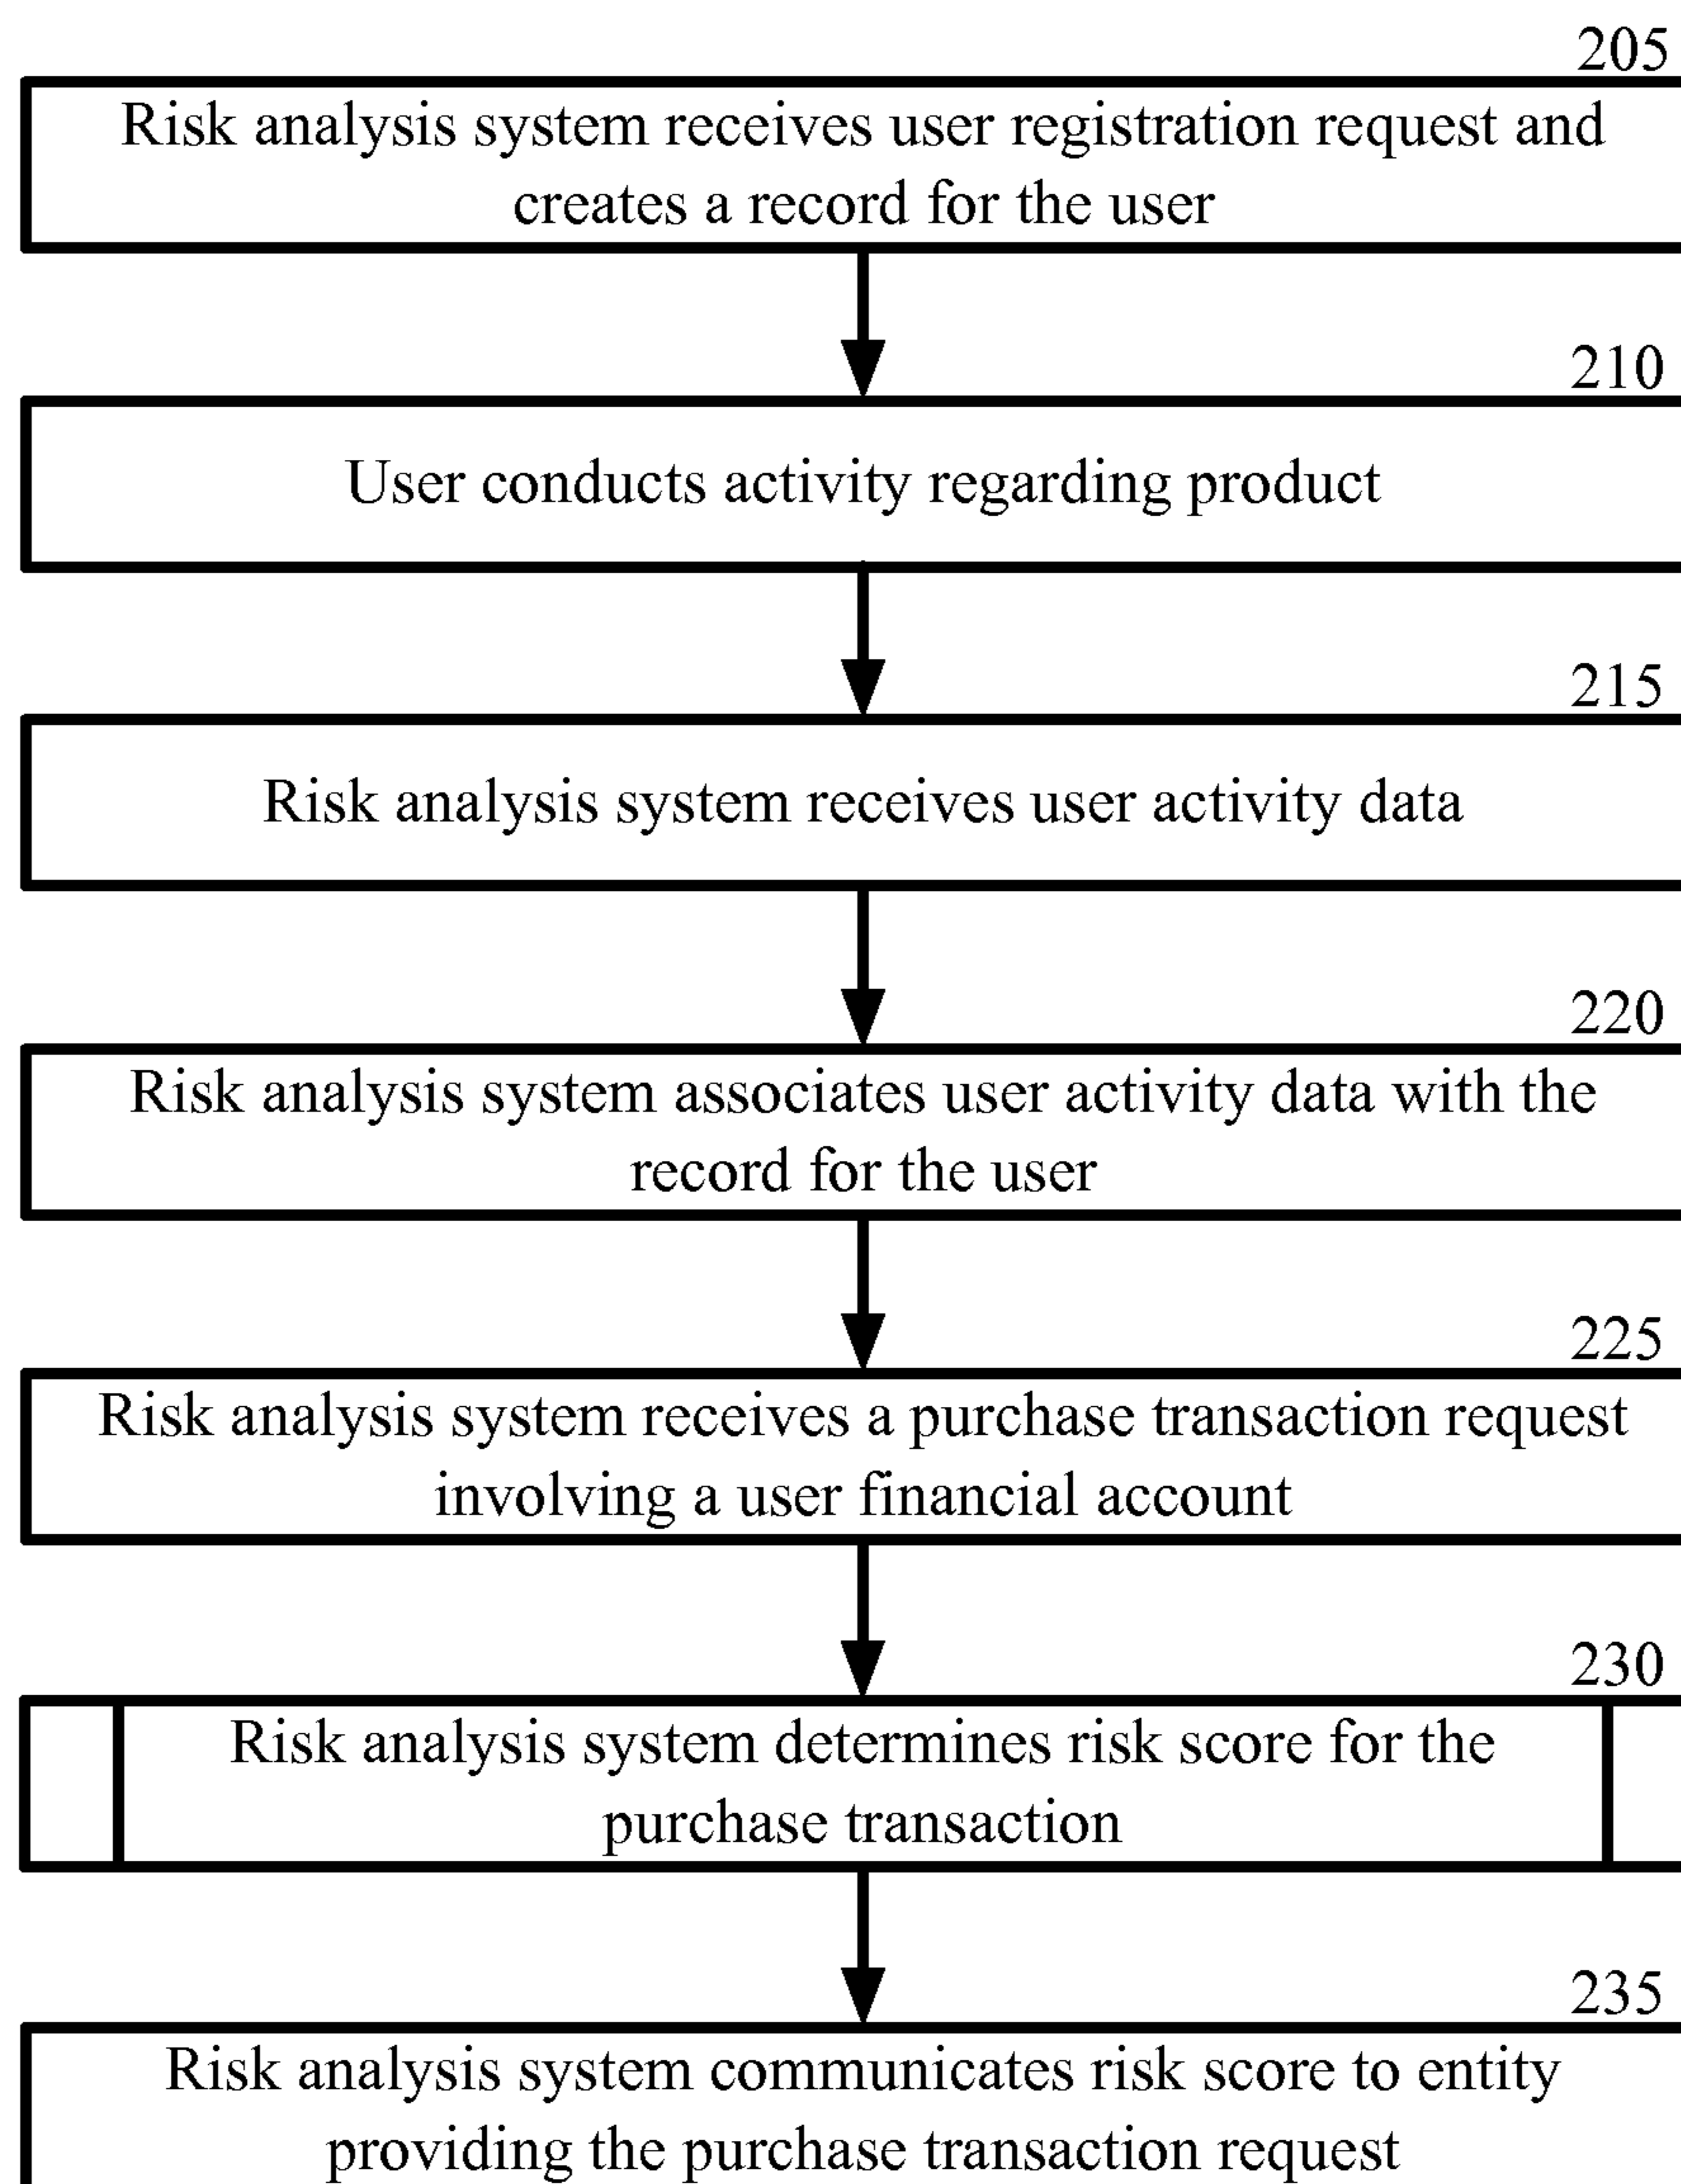 205
Risk analysis system receives user registration request and
creates a record for the user
210
User conducts activity regarding product
215
Risk analysis system receives user activity data
220
Risk analysis system associates user activity data with the
record for the user
225
Risk analysis system receives a purchase transaction request
involving a user financial account
230
Risk analysis system determines risk score for the
purchase transaction
235
Risk analysis system communicates risk score to entity
providing the purchase transaction request